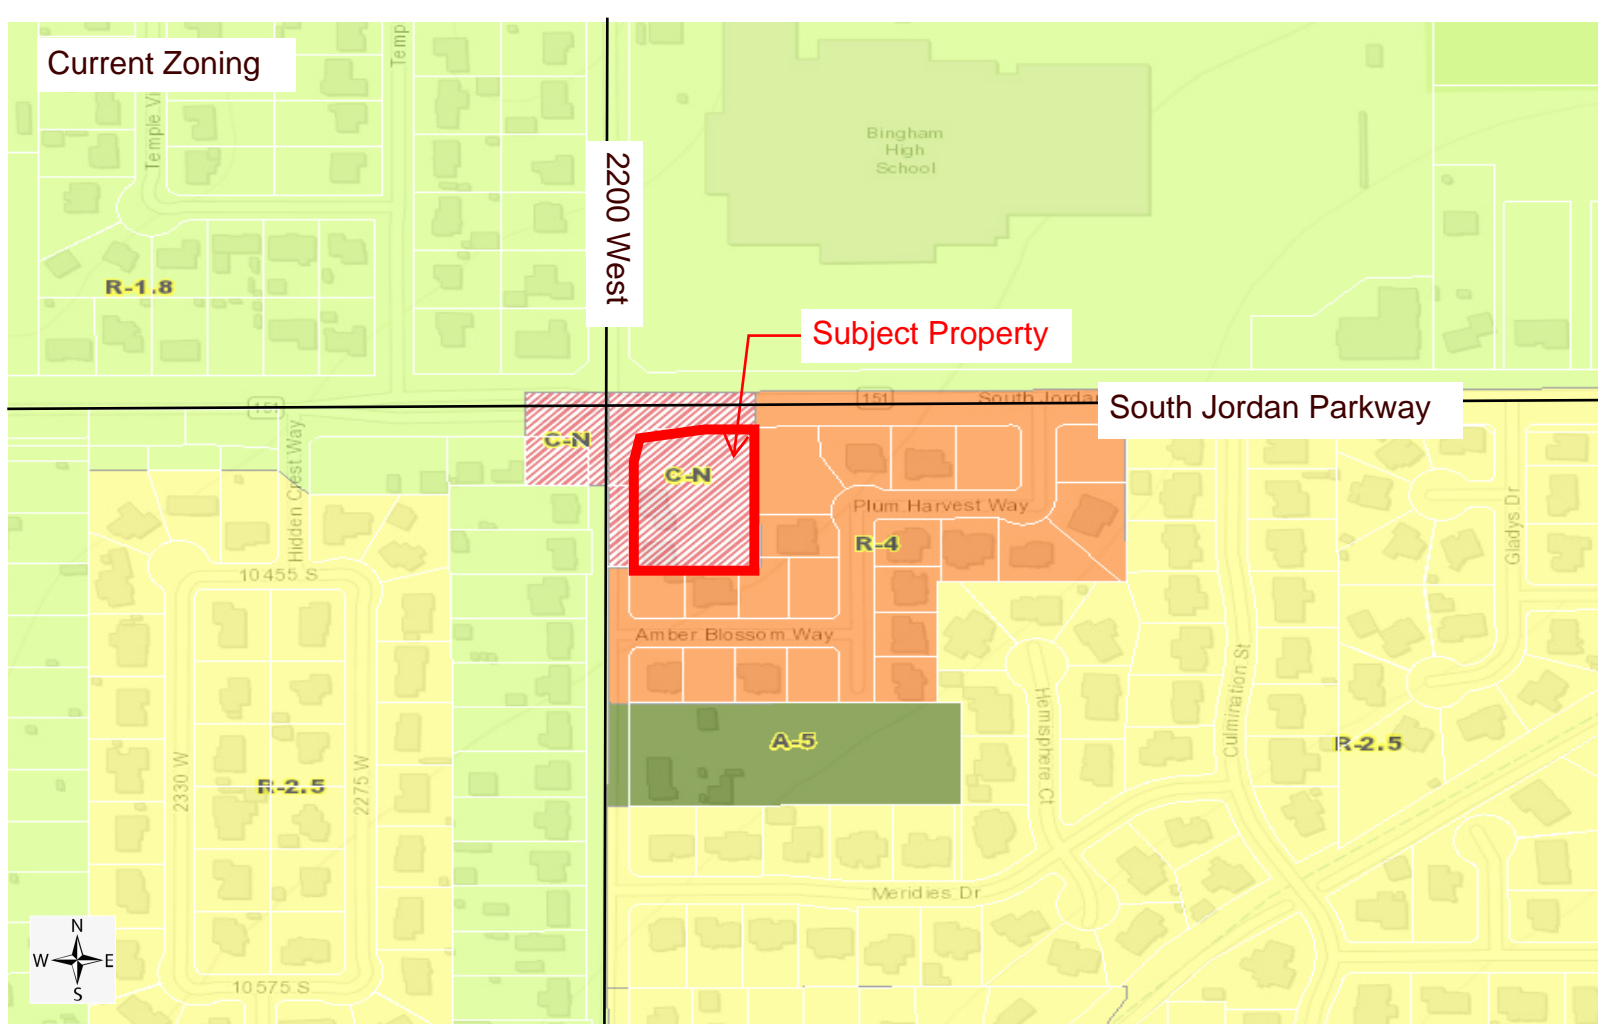 Current Zoning
Temp
Temple Vi
Bingham
High
School
2200 West
R-1.8
Subject Property
151
151
South Jordan
South Jordan Parkway
C-N
C-N
Hidden Crest Way
Plum Harvest Way
R-4
Gladys Dr
10455 S
Amber Blossom Way
Culmination St
Hemisphere Ct
A-5
R-2.5
2330 W
R-2.5
2275 W
Meridies Dr
N
W
E
S
10575 S